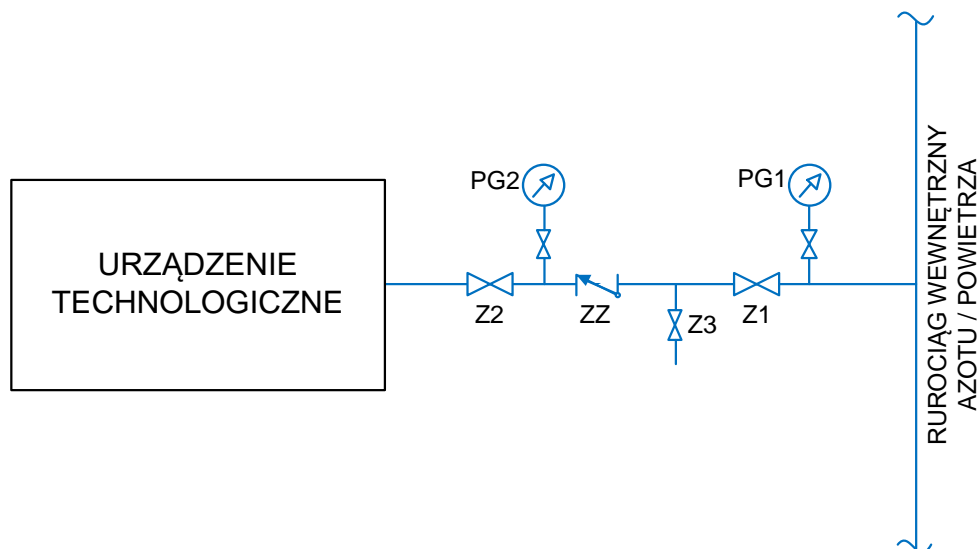 PG2
PG1
URZĄDZENIE
TECHNOLOGICZNE
Z2
ZZ
Z3
Z1
RUROCIĄG WEWNĘTRZNY
AZOTU / POWIETRZA